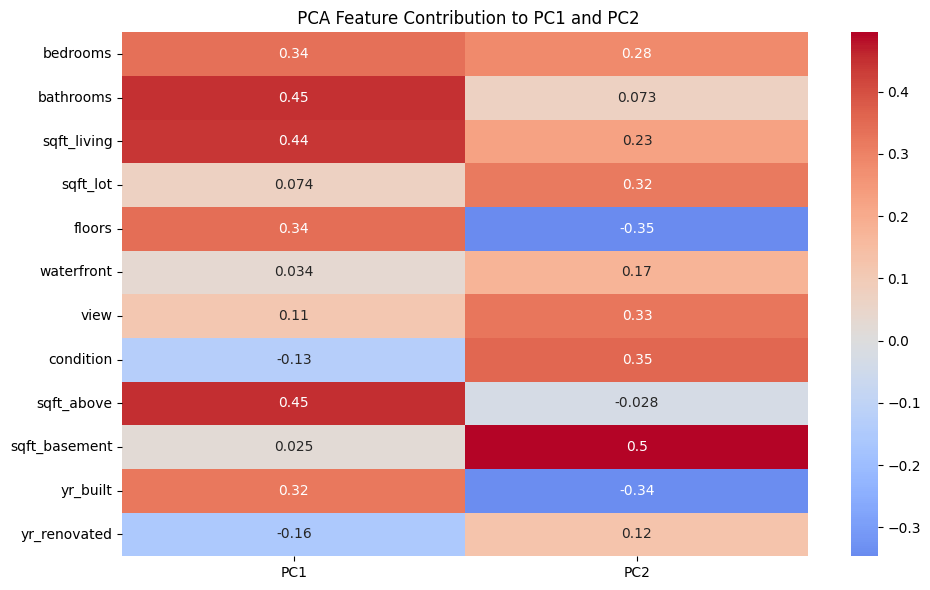 PCA Feature Contribution to PC1 and PC2
bedrooms 0.34 0.28
bathrooms 0.45 0.073
sqft_living 0.44 0.23
sqft_lot 0.074 0.32
floors 0.34 -0.35
waterfront 0.034 0.17
view 0.11 0.33
condition -0.13 0.35
sqft_above 0.45 -0.028
sqft_basement 0.025 0.5
yr_built 0.32 -0.34
yr_renovated -0.16 0.12
PC1 PC2
0.4
0.3
0.2
0.1
0.0
−0.1
−0.2
−0.3